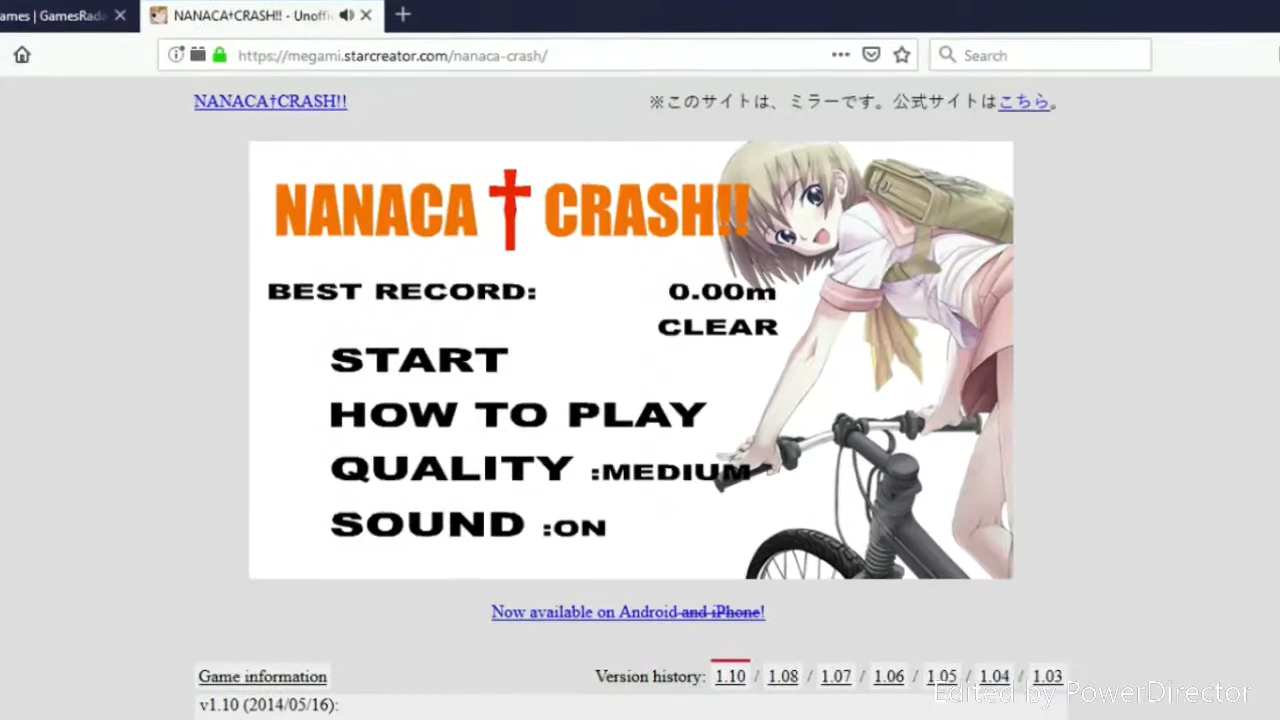 ames | GamesRada
NANACA†CRASH!! - Unoffi
https://megami.starcreator.com/nanaca-crash/
Search
NANACA†CRASH!!
※このサイトは、ミラーです。公式サイトはこちら。
NANACA†CRASH!!
BEST RECORD: 0.00m
CLEAR
START
HOW TO PLAY
QUALITY :MEDIUM
SOUND :ON
Now available on Android and iPhone!
Game information
Version history: 1.10 / 1.08 / 1.07 / 1.06 / 1.05 / 1.04 / 1.03
v1.10 (2014/05/16):
Edited by PowerDirector